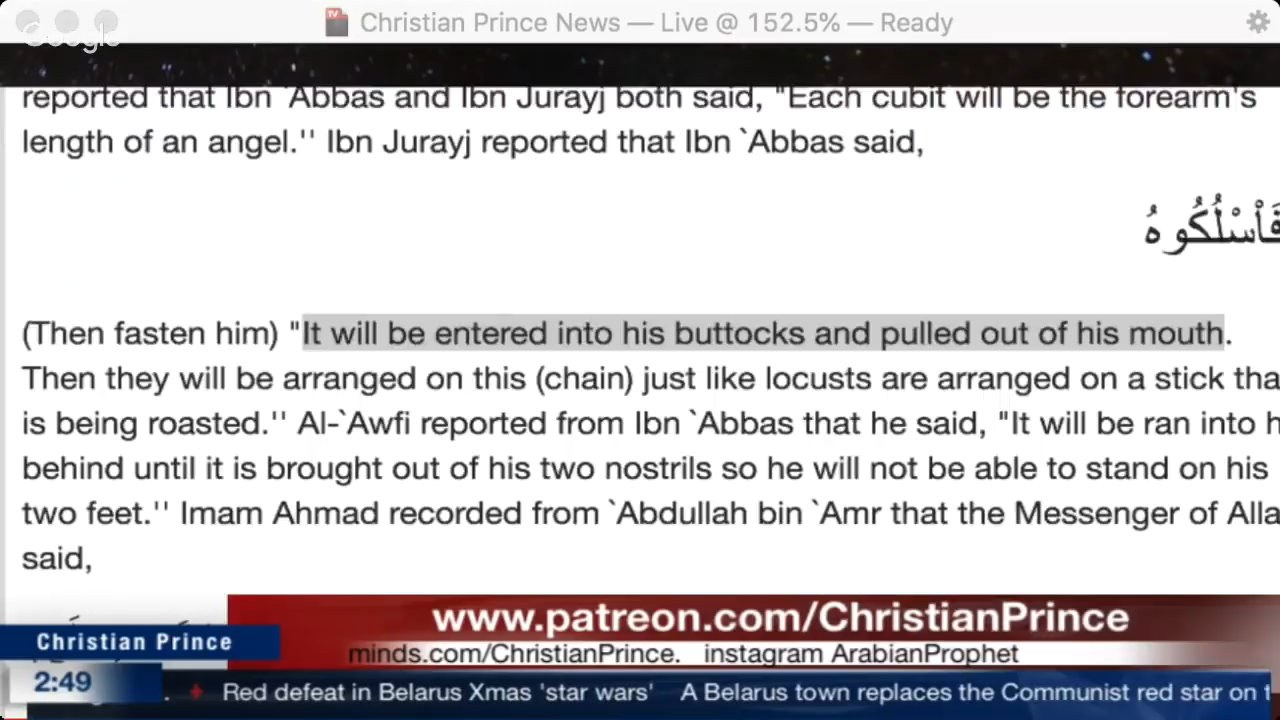 Christian Prince News — Live @ 152.5% — Ready
Google
reported that Ibn `Abbas and Ibn Jurayj both said, "Each cubit will be the forearm's
length of an angel.'' Ibn Jurayj reported that Ibn `Abbas said,
فَاْسْلُكُوهُ
(Then fasten him) "It will be entered into his buttocks and pulled out of his mouth.
Then they will be arranged on this (chain) just like locusts are arranged on a stick tha
is being roasted.'' Al-`Awfi reported from Ibn `Abbas that he said, "It will be ran into h
behind until it is brought out of his two nostrils so he will not be able to stand on his
two feet.'' Imam Ahmad recorded from `Abdullah bin `Amr that the Messenger of Alla
said,
www.patreon.com/ChristianPrince
Christian Prince
minds.com/ChristianPrince. instagram ArabianProphet
2:49
Red defeat in Belarus Xmas 'star wars' A Belarus town replaces the Communist red star on t